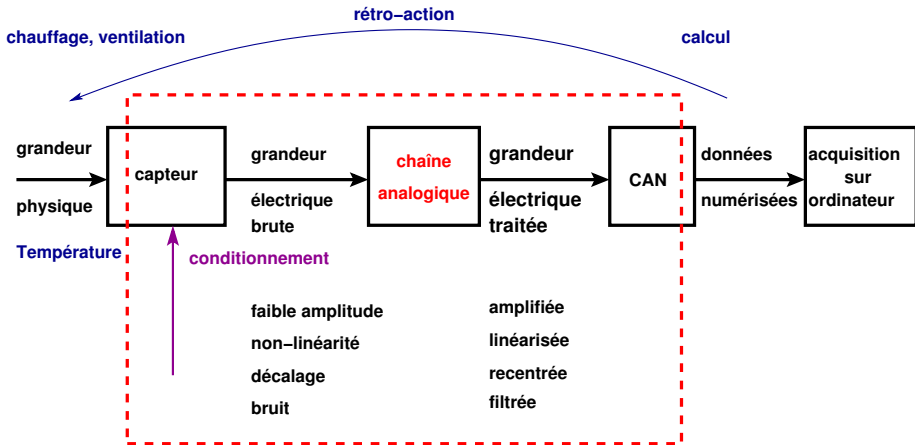 rétro−action
chauffage, ventilation
calcul
grandeur
physique
Température
capteur
grandeur
électrique
brute
chaîne
analogique
grandeur
électrique
traitée
CAN
données
numérisées
acquisition
sur
ordinateur
conditionnement
faible amplitude
non−linéarité
décalage
bruit
amplifiée
linéarisée
recentrée
filtrée